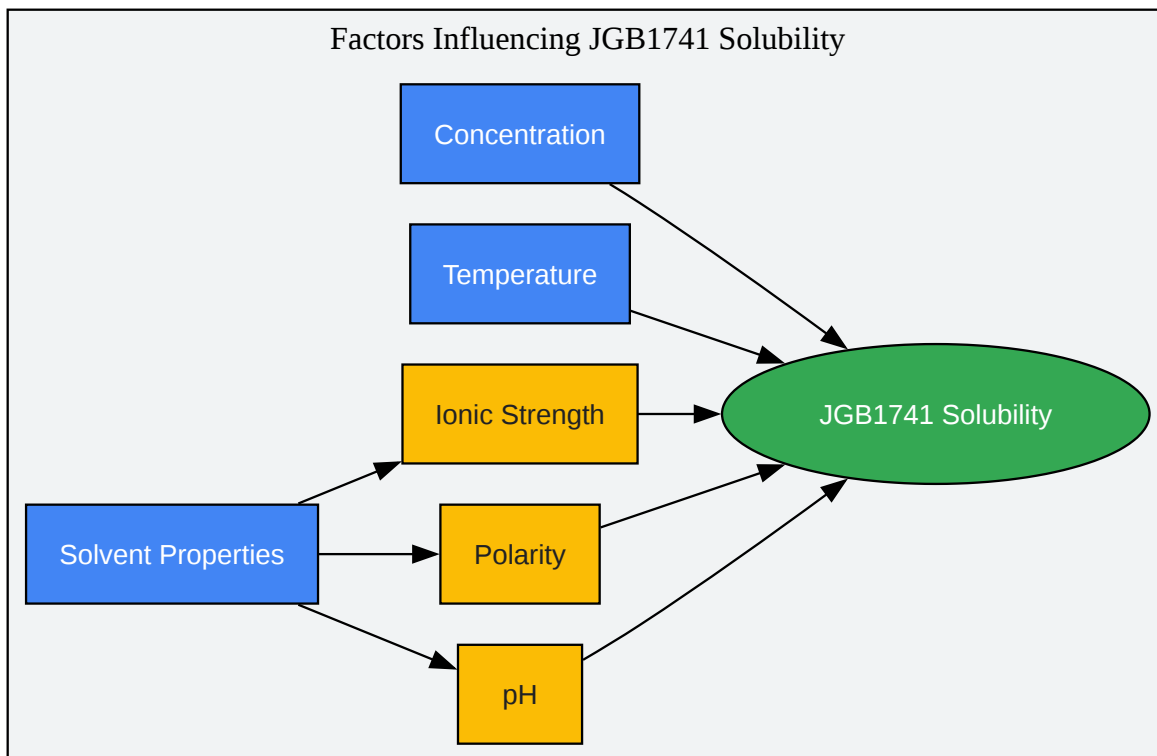 Factors Influencing JGB1741 Solubility
Concentration
Temperature
Ionic Strength
JGB1741 Solubility
Solvent Properties
Polarity
pH